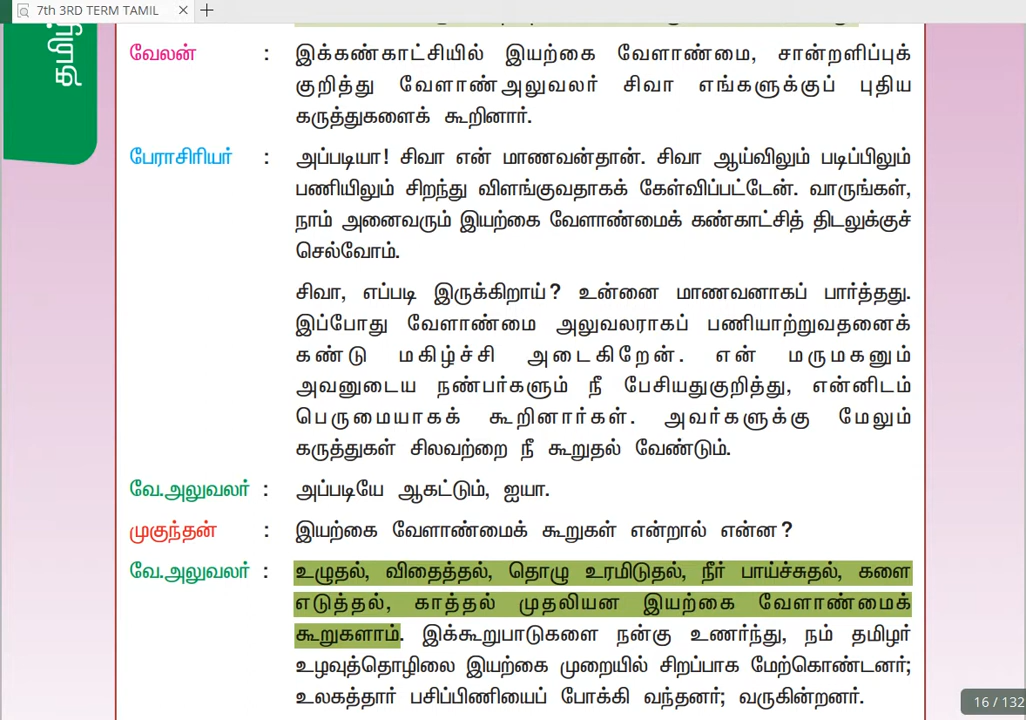 7th 3RD TERM TAMIL
தமிழ்
வேலன் : இக்கண்காட்சியில் இயற்கை வேளாண்மை, சான்றளிப்புக்
குறித்து வேளாண்அலுவலர் சிவா எங்களுக்குப் புதிய
கருத்துகளைக் கூறினார்.
பேராசிரியர் : அப்படியா! சிவா என் மாணவன்தான். சிவா ஆய்விலும் படிப்பிலும்
பணியிலும் சிறந்து விளங்குவதாகக் கேள்விப்பட்டேன். வாருங்கள்,
நாம் அனைவரும் இயற்கை வேளாண்மைக் கண்காட்சித் திடலுக்குச்
செல்வோம்.
சிவா, எப்படி இருக்கிறாய்? உன்னை மாணவனாகப் பார்த்தது.
இப்போது வேளாண்மை அலுவலராகப் பணியாற்றுவதனைக்
கண்டு மகிழ்ச்சி அடைகிறேன். என் மருமகனும்
அவனுடைய நண்பர்களும் நீ பேசியதுகுறித்து, என்னிடம்
பெருமையாகக் கூறினார்கள். அவர்களுக்கு மேலும்
கருத்துகள் சிலவற்றை நீ கூறுதல் வேண்டும்.
வே.அலுவலர் : அப்படியே ஆகட்டும், ஐயா.
முகுந்தன் : இயற்கை வேளாண்மைக் கூறுகள் என்றால் என்ன?
வே.அலுவலர் : உழுதல், விதைத்தல், தொழு உரமிடுதல், நீர் பாய்ச்சுதல், களை
எடுத்தல், காத்தல் முதலியன இயற்கை வேளாண்மைக்
கூறுகளாம். இக்கூறுபாடுகளை நன்கு உணர்ந்து, நம் தமிழர்
உழவுத்தொழிலை இயற்கை முறையில் சிறப்பாக மேற்கொண்டனர்;
உலகத்தார் பசிப்பிணியைப் போக்கி வந்தனர்; வருகின்றனர்.
16 / 132